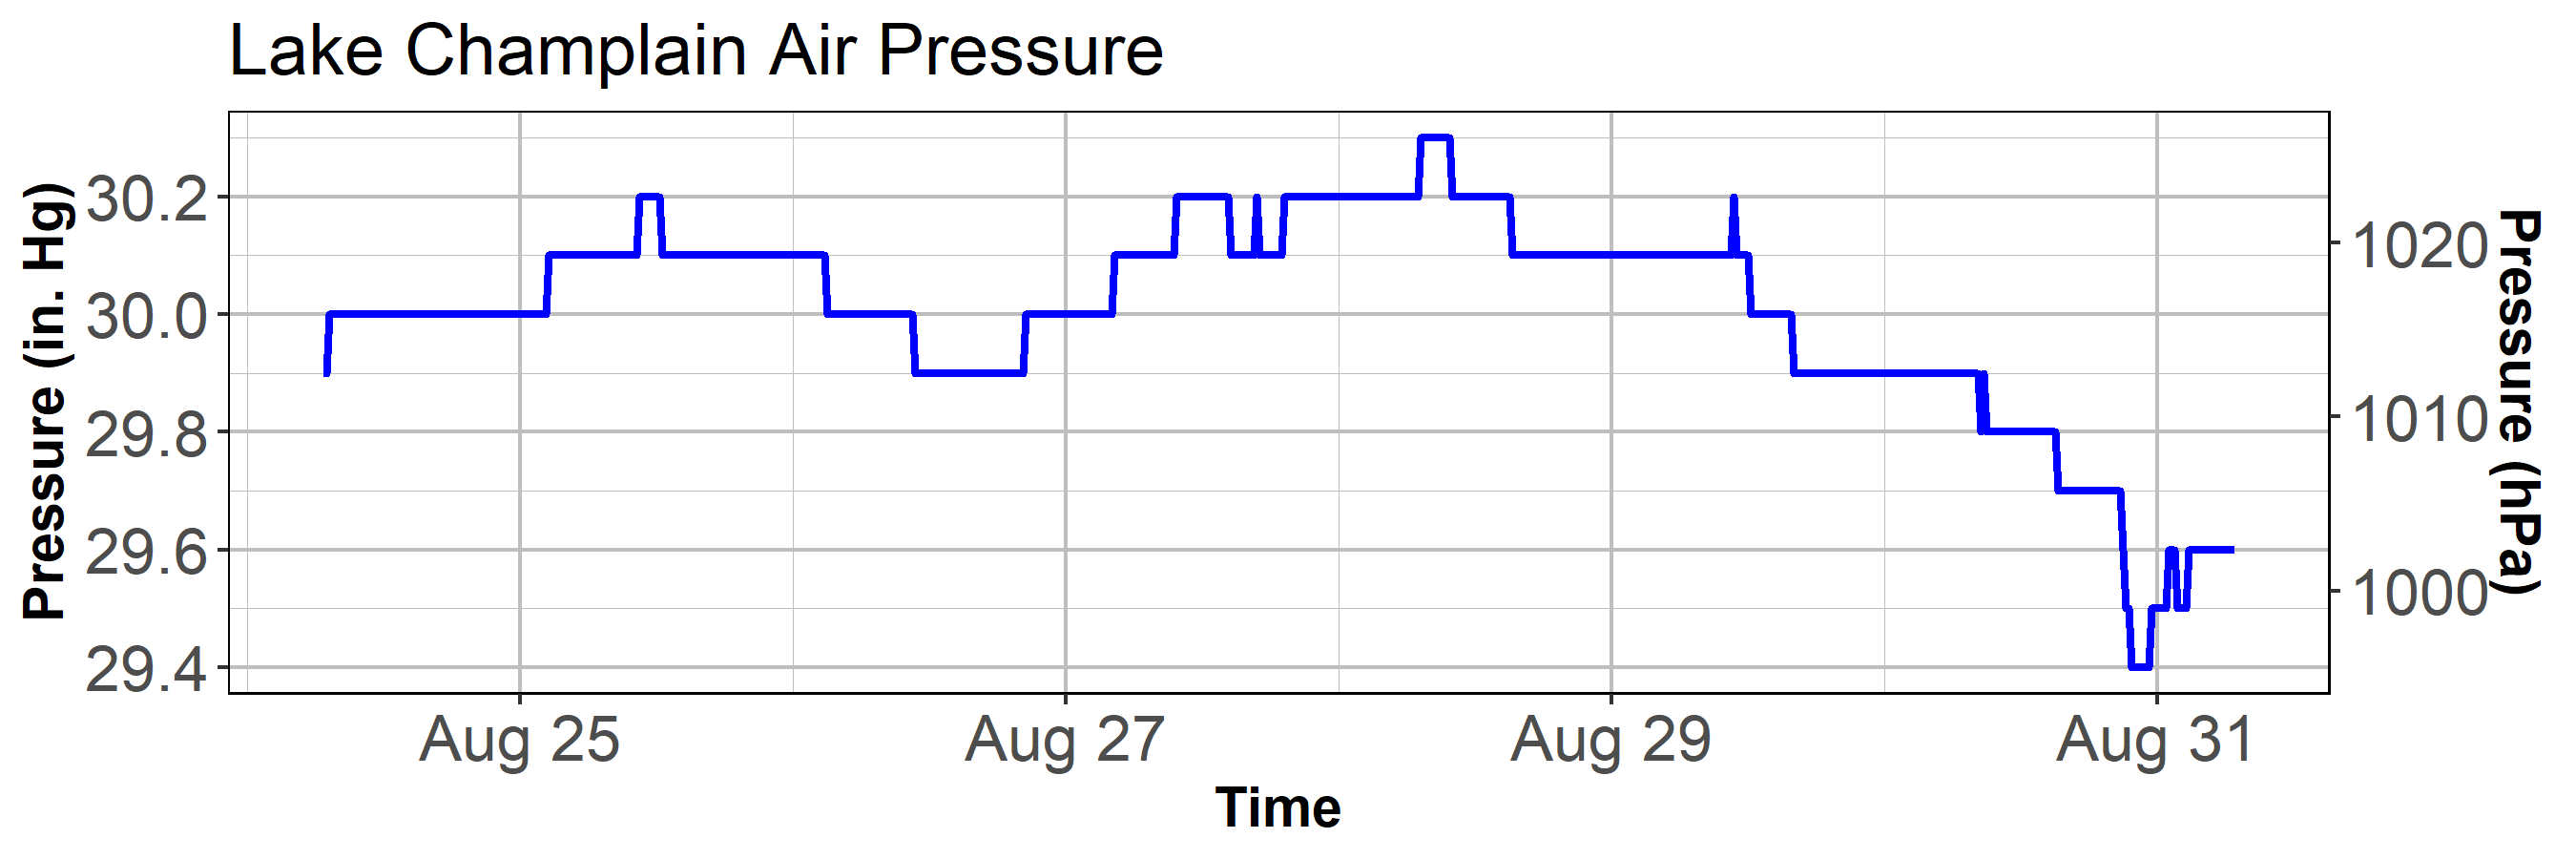 Lake Champlain Air Pressure
Pressure (in. Hg)
30.2
30.0
29.8
29.6
29.4
1020
1010
1000
Pressure (hPa)
Aug 25
Aug 27
Aug 29
Aug 31
Time